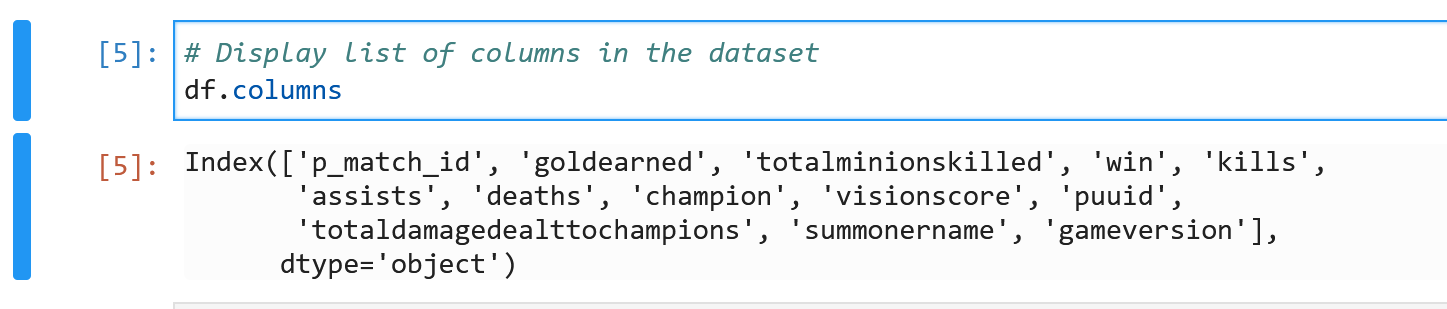 [5]: # Display list of columns in the dataset
df.columns
[5]: Index(['p_match_id', 'goldearned', 'totalminionskilled', 'win', 'kills',
'assists', 'deaths', 'champion', 'visionscore', 'puuid',
'totaldamagedealttochampions', 'summonername', 'gameversion'],
dtype='object')